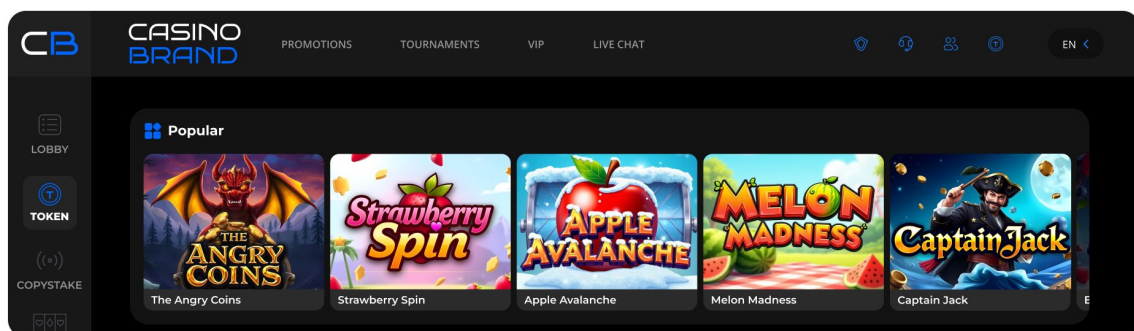 CB
CASINO
BRAND
PROMOTIONS
TOURNAMENTS
VIP
LIVE CHAT
EN
LOBBY
TOKEN
COPYSTAKE
Popular
THE
ANGRY
COINS
The Angry Coins
Strawberry
Spin
Strawberry Spin
APPLE
AVALANCHE
Apple Avalanche
MELON
MADNESS
Melon Madness
Captain Jack
Captain Jack